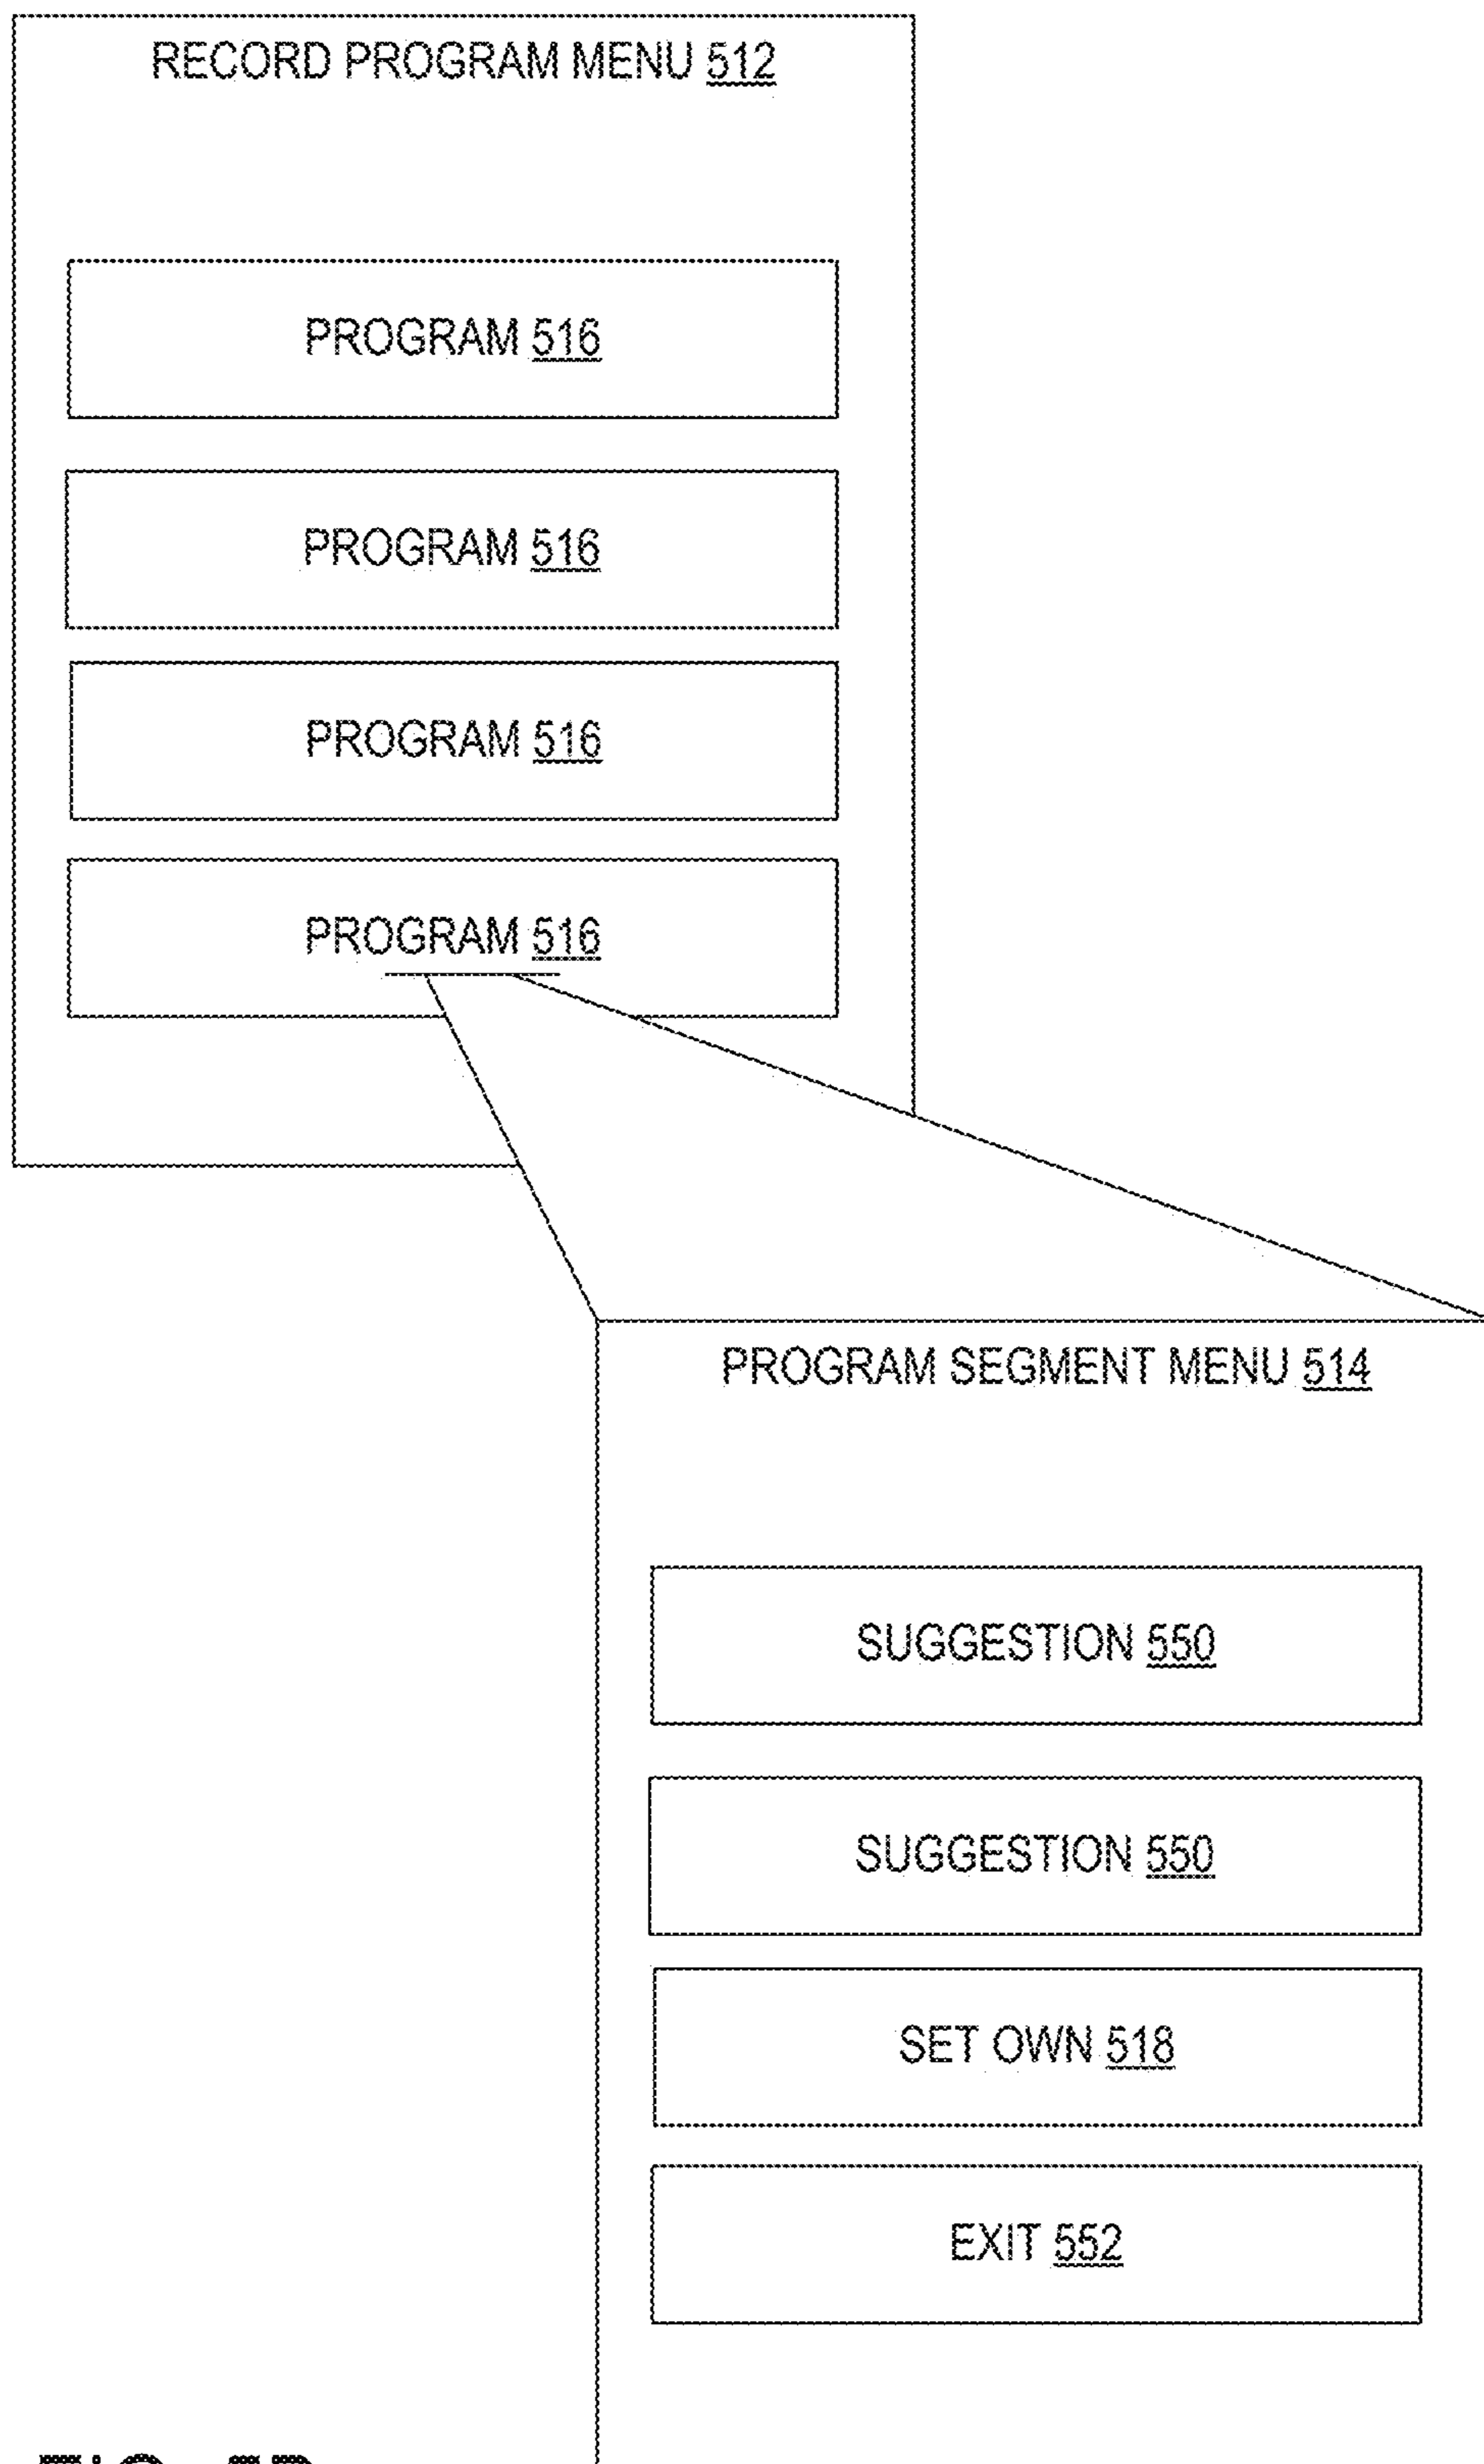 RECORD PROGRAM MENU 512
PROGRAM 516
PROGRAM 516
PROGRAM 516
PROGRAM 516
PROGRAM SEGMENT MENU 514
SUGGESTION 550
SUGGESTION 550
SET OWN 518
EXIT 552